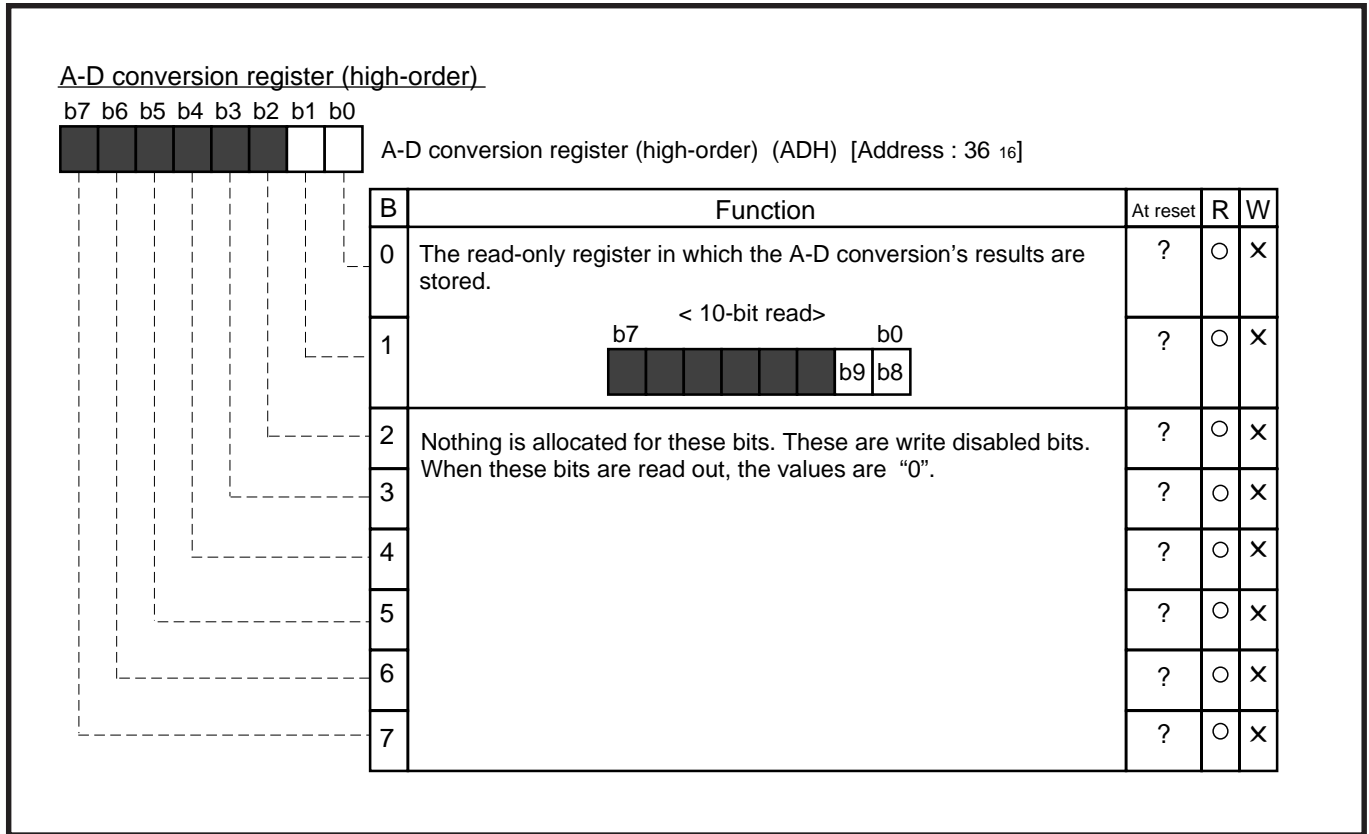 A-D conversion register (high-order)
b7 b6 b5 b4 b3 b2 b1 b0
A-D conversion register (high-order) (ADH) [Address : 36 16]
B Function At reset R W
0 The read-only register in which the A-D conversion’s results are ? ○ ×
stored.
< 10-bit read>
b7 b0
1 ? ○ ×
b9 b8
2 Nothing is allocated for these bits. These are write disabled bits. ? ○ ×
When these bits are read out, the values are “0”.
3 ? ○ ×
4 ? ○ ×
5 ? ○ ×
6 ? ○ ×
7 ? ○ ×